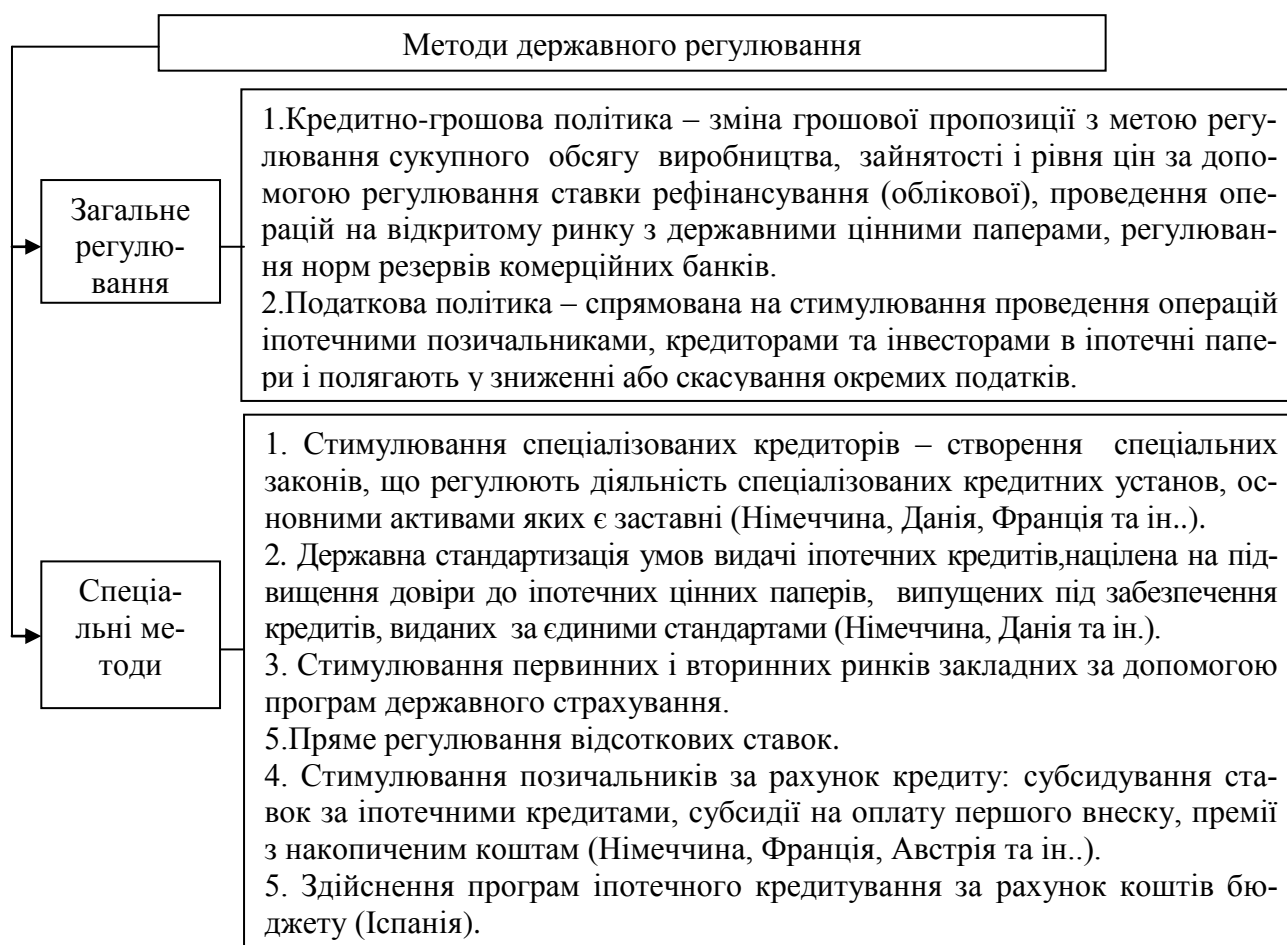 Методи державного регулювання
Загальне
регулю-
вання
1.Кредитно-грошова політика – зміна грошової пропозиції з метою регу-
лювання сукупного обсягу виробництва, зайнятості і рівня цін за допо-
могою регулювання ставки рефінансування (облікової), проведення опе-
рацій на відкритому ринку з державними цінними паперами, регулюван-
ня норм резервів комерційних банків.
2.Податкова політика – спрямована на стимулювання проведення операцій
іпотечними позичальниками, кредиторами та інвесторами в іпотечні папе-
ри і полягають у зниженні або скасування окремих податків.
Спеціа-
льні ме-
тоди
1. Стимулювання спеціалізованих кредиторів – створення спеціальних
законів, що регулюють діяльність спеціалізованих кредитних установ, ос-
новними активами яких є заставні (Німеччина, Данія, Франція та ін..).
2. Державна стандартизація умов видачі іпотечних кредитів,націлена на під-
вищення довіри до іпотечних цінних паперів, випущених під забезпечення
кредитів, виданих за єдиними стандартами (Німеччина, Данія та ін.).
3. Стимулювання первинних і вторинних ринків закладних за допомогою
програм державного страхування.
5.Пряме регулювання відсоткових ставок.
4. Стимулювання позичальників за рахунок кредиту: субсидування ста-
вок за іпотечними кредитами, субсидії на оплату першого внеску, премії
з накопиченим коштам (Німеччина, Франція, Австрія та ін..).
5. Здійснення програм іпотечного кредитування за рахунок коштів бю-
джету (Іспанія).